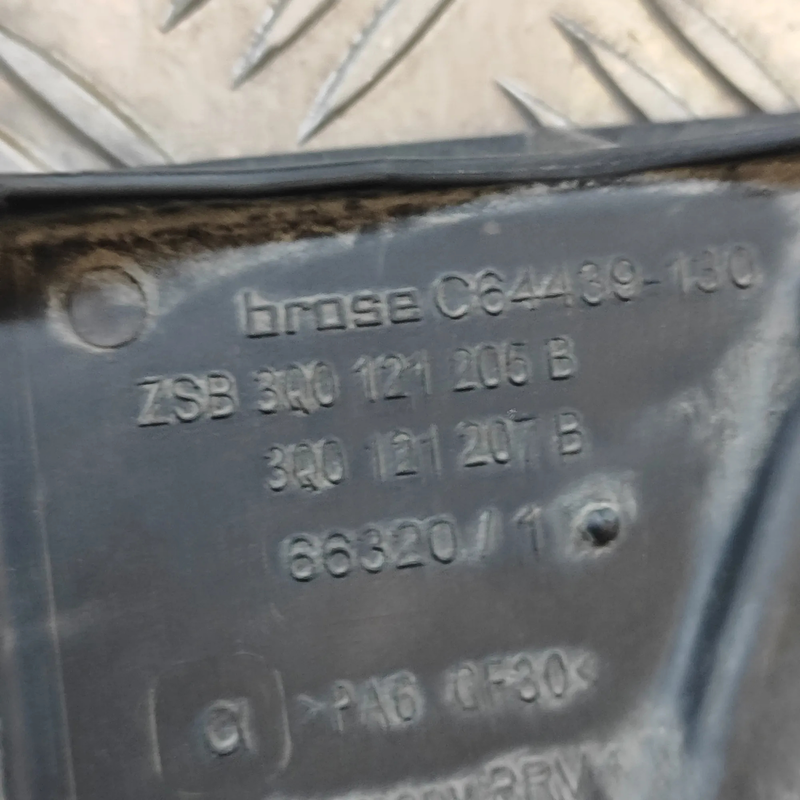 brose C64439-130
ZSB 3Q0 121 205 B
3Q0 121 207 B
66320/1
>PA6 GF30<